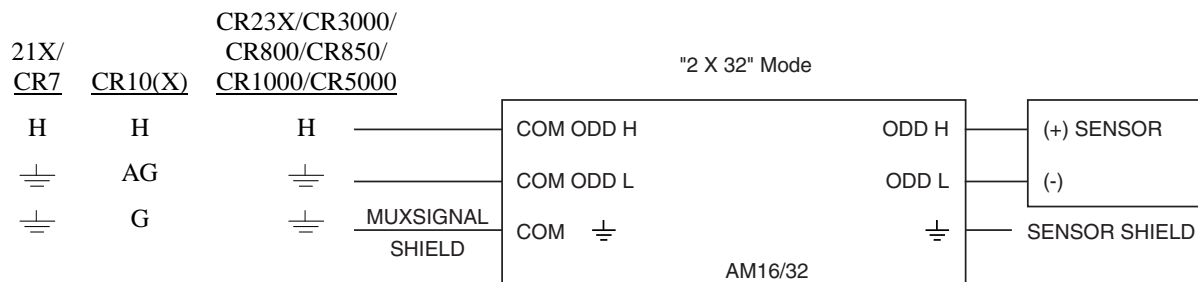 CR23X/CR3000/
21X/ CR800/CR850/
CR7 CR10(X) CR1000/CR5000
"2 X 32" Mode
H H H COM ODD H ODD H (+) SENSOR
AG COM ODD L ODD L (-)
G MUXSIGNAL SHIELD COM SENSOR SHIELD
AM16/32